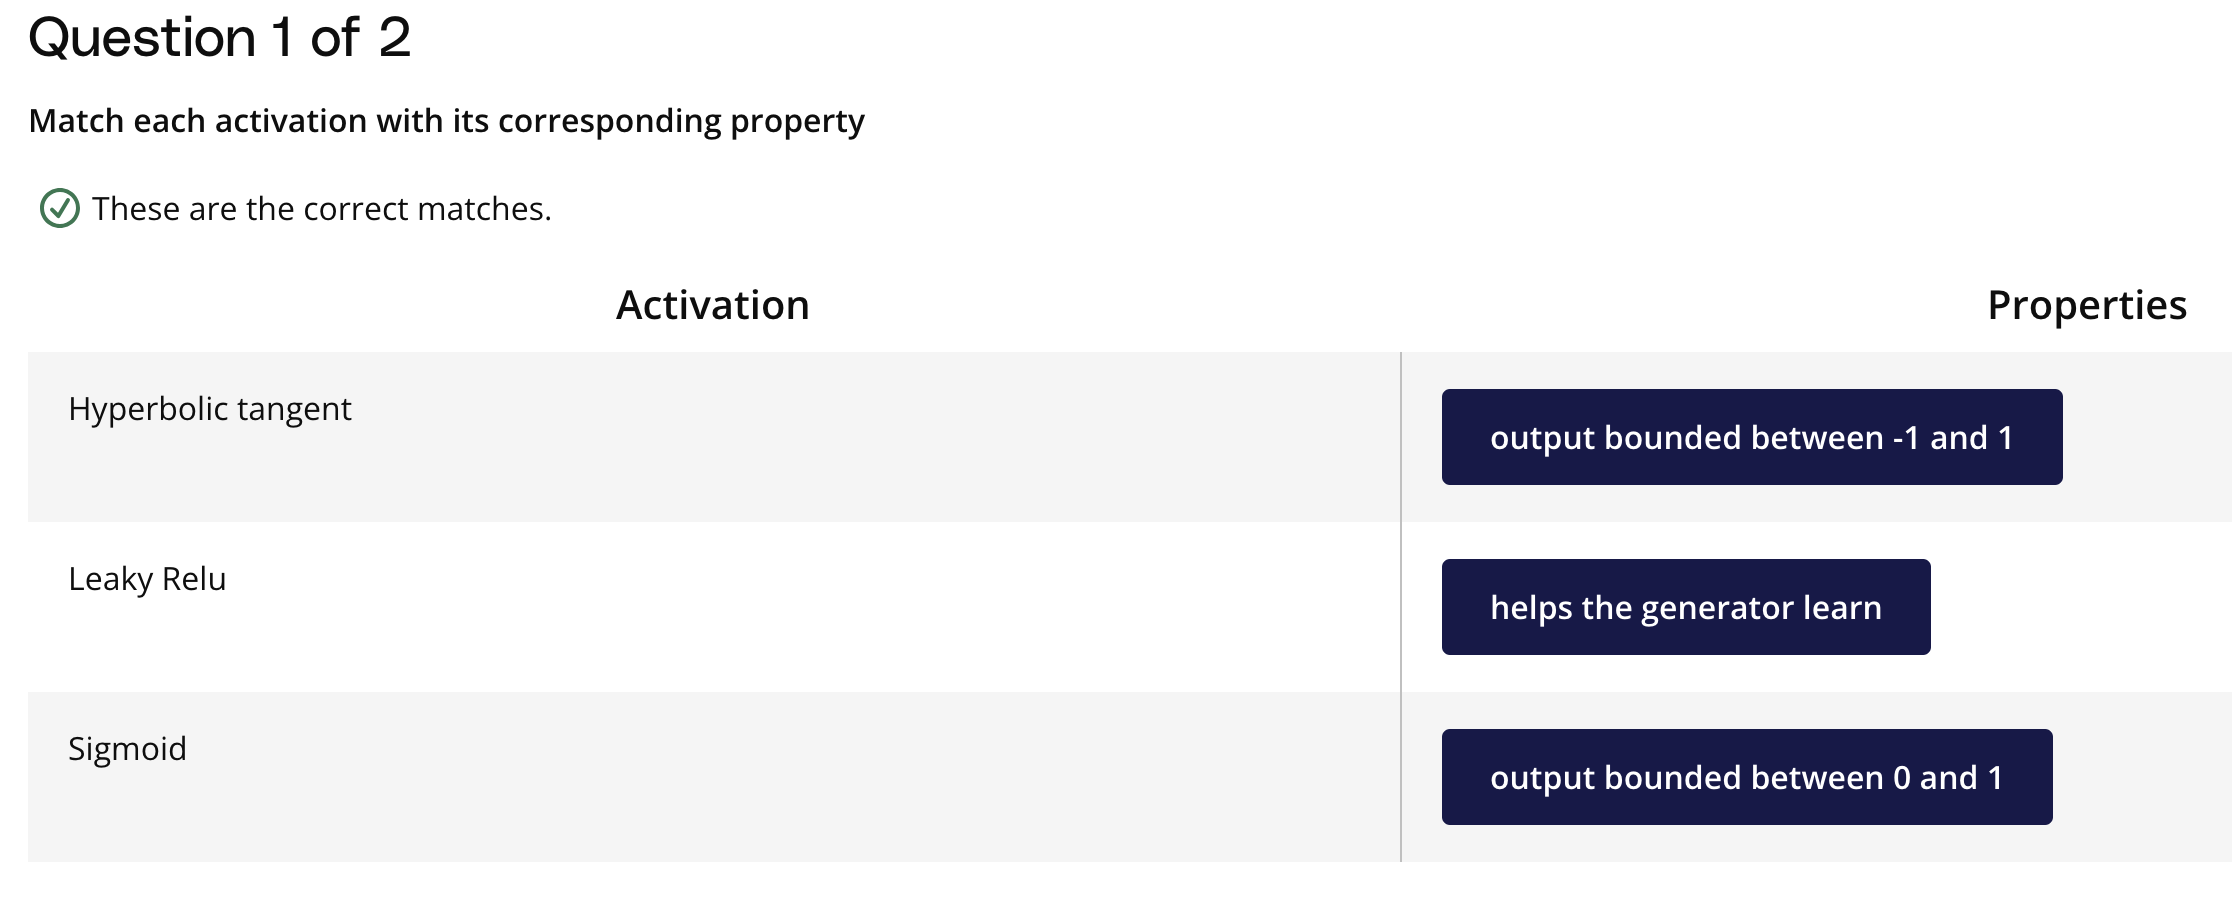 Question 1 of 2
Match each activation with its corresponding property
These are the correct matches.
Activation
Properties
Hyperbolic tangent
output bounded between -1 and 1
Leaky Relu
helps the generator learn
Sigmoid
output bounded between 0 and 1